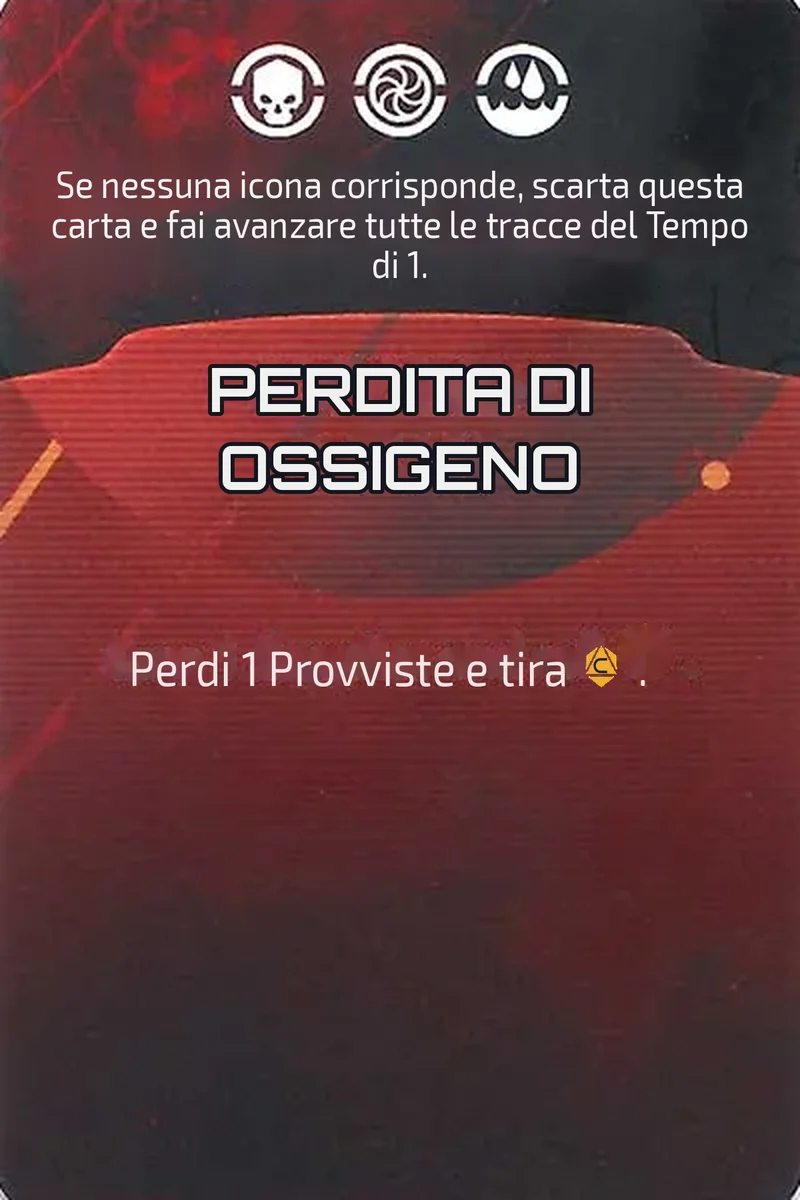 Se nessuna icona corrisponde, scarta questa
carta e fai avanzare tutte le tracce del Tempo
di 1.
PERDITA DI
OSSIGENO
Perdi 1 Provviste e tira C .